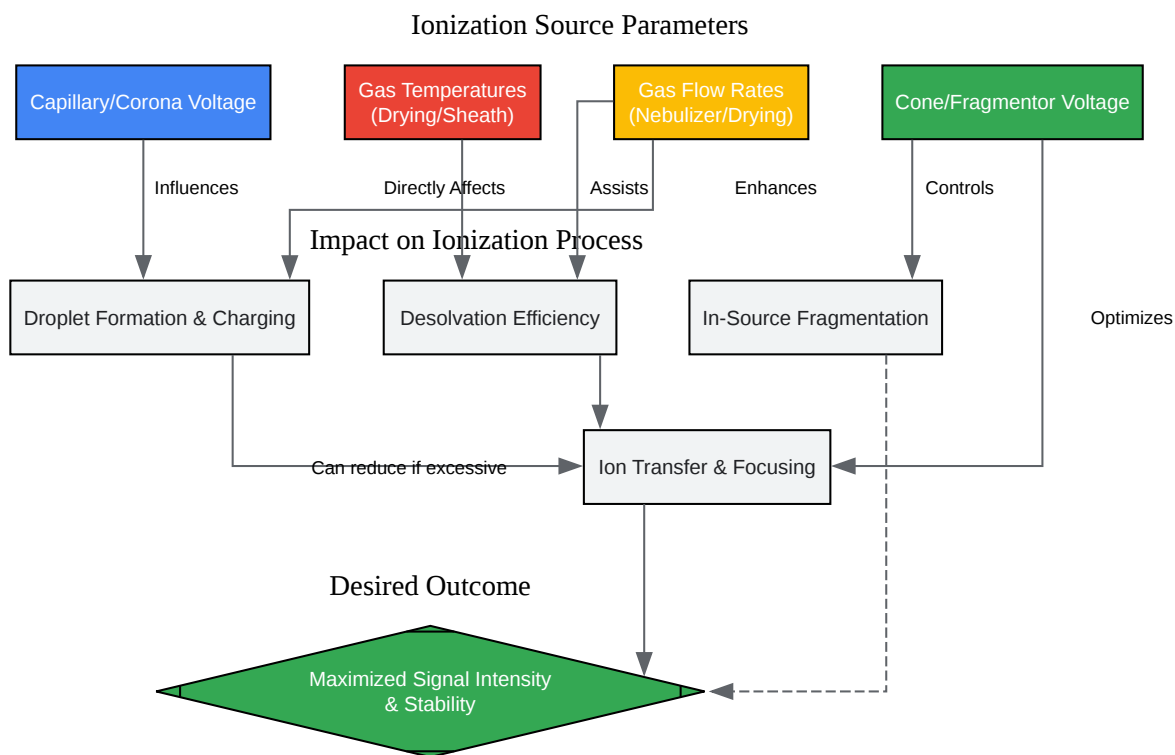 Ionization Source Parameters
Capillary/Corona Voltage
Gas Temperatures
(Drying/Sheath)
Gas Flow Rates
(Nebulizer/Drying)
Cone/Fragmentor Voltage
Influences
Directly Affects
Assists
Enhances
Controls
Impact on Ionization Process
Droplet Formation & Charging
Desolvation Efficiency
In-Source Fragmentation
Optimizes
Can reduce if excessive
Ion Transfer & Focusing
Desired Outcome
Maximized Signal Intensity
& Stability